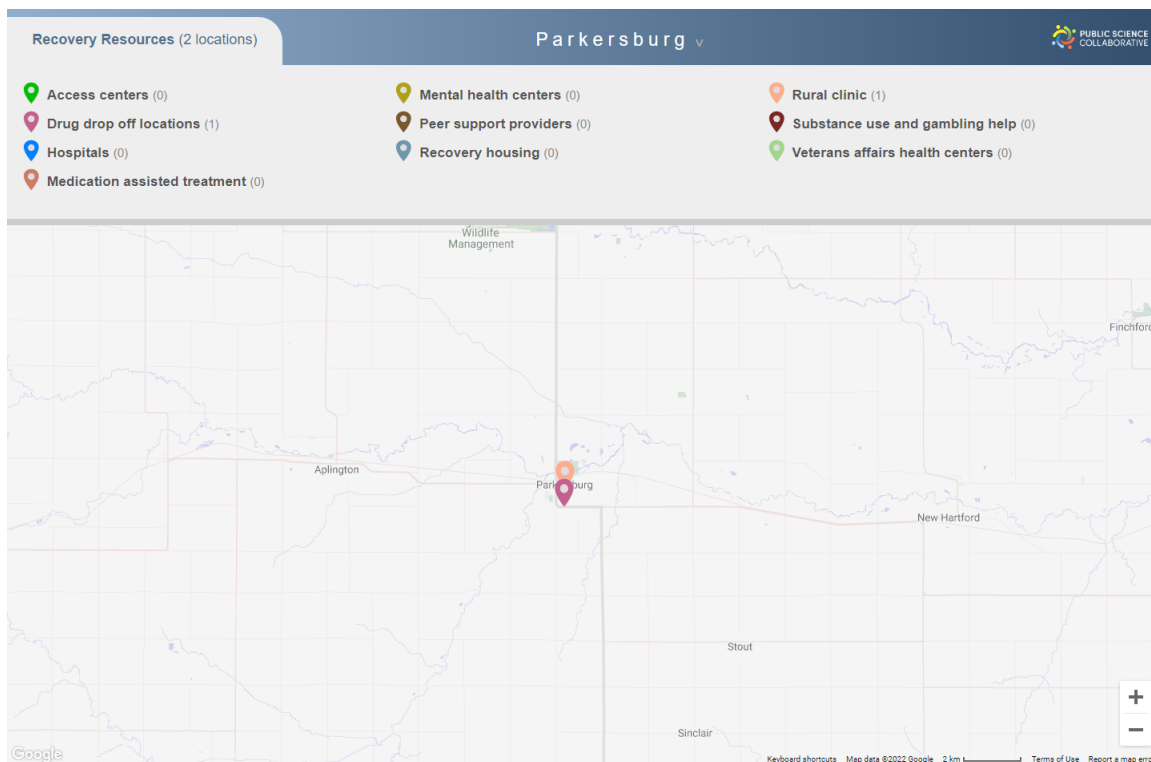 Recovery Resources (2 locations)
Parkersburg v
PUBLIC SCIENCE
COLLABORATIVE
Access centers (0)
Mental health centers (0)
Rural clinic (1)
Drug drop off locations (1)
Peer support providers (0)
Substance use and gambling help (0)
Hospitals (0)
Recovery housing (0)
Veterans affairs health centers (0)
Medication assisted treatment (0)
Wildlife
Management
Finchford
Aplington
Parkersburg
New Hartford
Stout
Sinclair
Google
Keyboard shortcuts Map data ©2022 Google 2 km Terms of Use Report a map erro